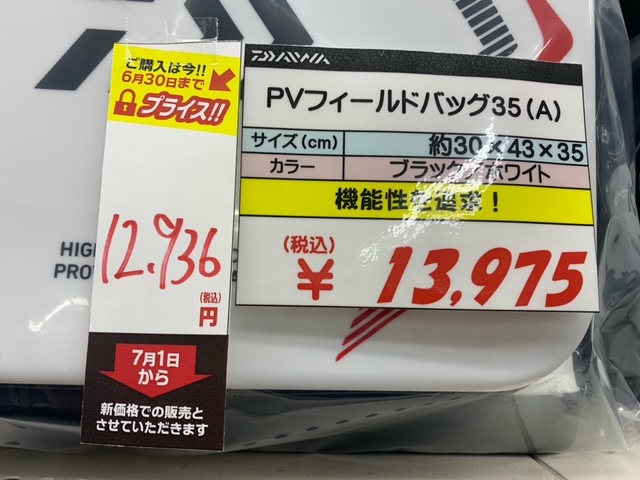 ご購入は今!!
6月30日まで
プライス!!
12,936
(税込)
円
7月1日
から
新価格での販売と
させていただきます
DAIWA
PVフィールドバッグ35(A)
サイズ(cm) 約30×43×35
カラー ブラック/ホワイト
機能性を追求!
(税込)
¥13,975
HIGH
PRO